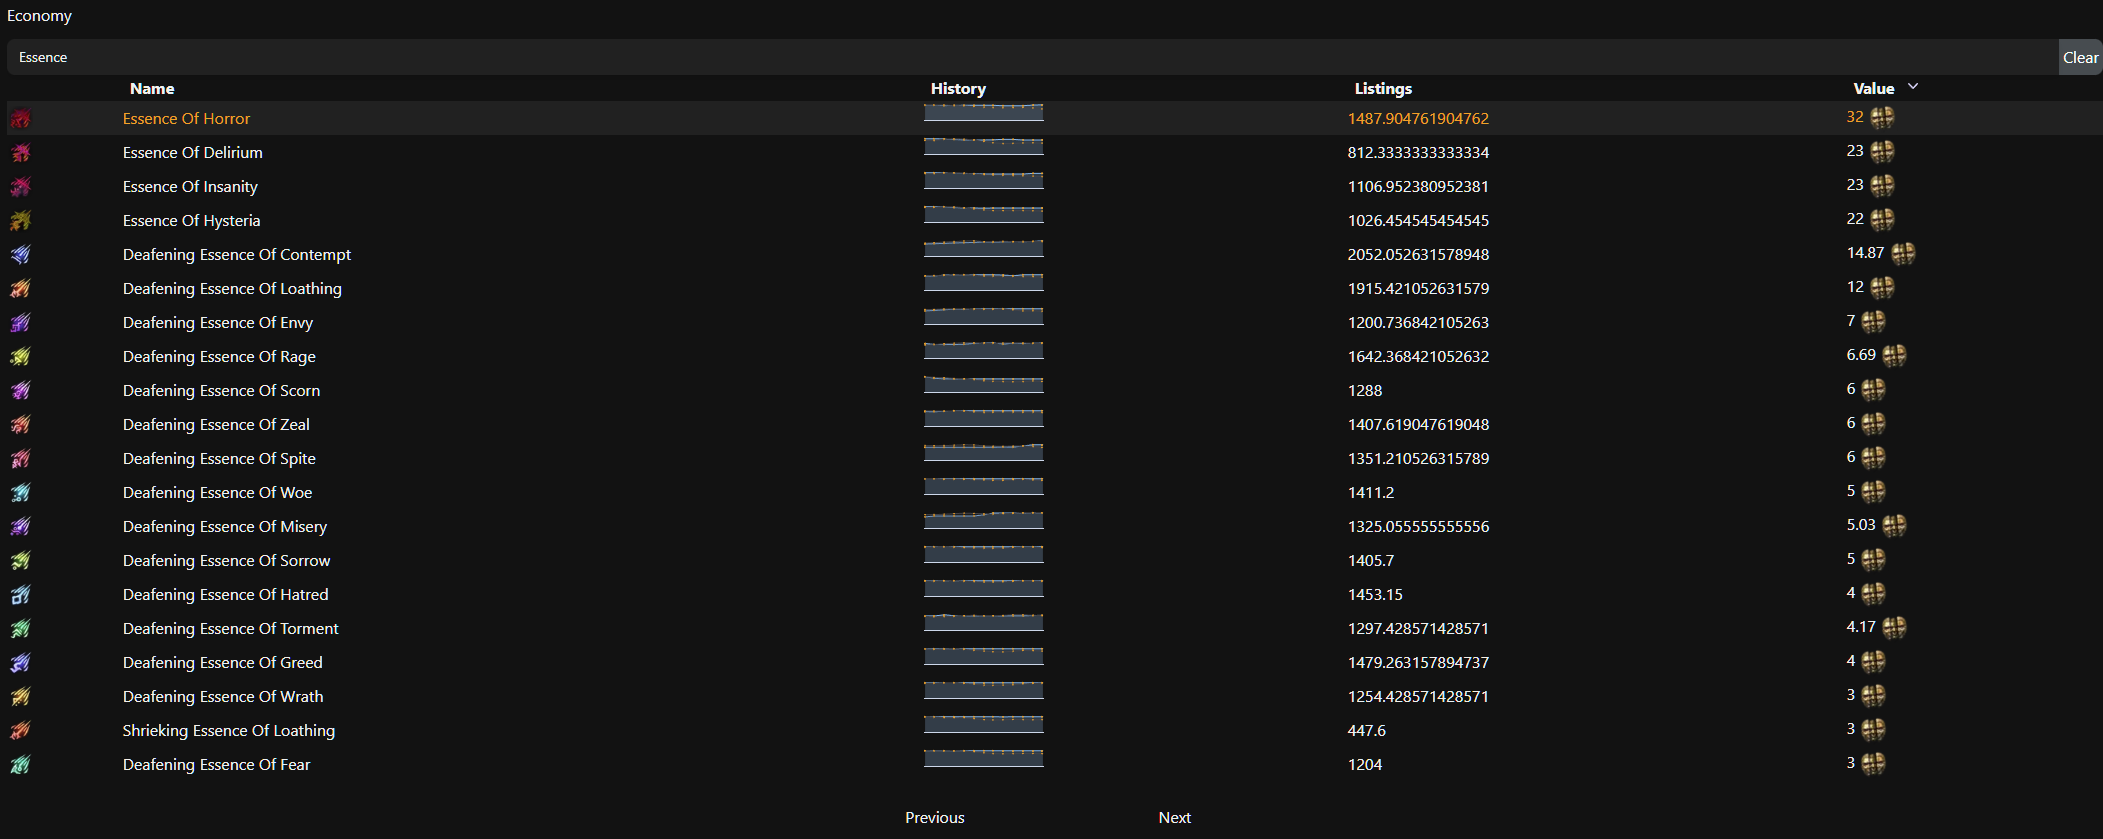 Economy
Essence Clear
Name History Listings Value
Essence Of Horror 1487.904761904762 32
Essence Of Delirium 812.3333333333334 23
Essence Of Insanity 1106.952380952381 23
Essence Of Hysteria 1026.454545454545 22
Deafening Essence Of Contempt 2052.052631578948 14.87
Deafening Essence Of Loathing 1915.421052631579 12
Deafening Essence Of Envy 1200.736842105263 7
Deafening Essence Of Rage 1642.368421052632 6.69
Deafening Essence Of Scorn 1288 6
Deafening Essence Of Zeal 1407.619047619048 6
Deafening Essence Of Spite 1351.210526315789 6
Deafening Essence Of Woe 1411.2 5
Deafening Essence Of Misery 1325.055555555556 5.03
Deafening Essence Of Sorrow 1405.7 5
Deafening Essence Of Hatred 1453.15 4
Deafening Essence Of Torment 1297.428571428571 4.17
Deafening Essence Of Greed 1479.263157894737 4
Deafening Essence Of Wrath 1254.428571428571 3
Shrieking Essence Of Loathing 447.6 3
Deafening Essence Of Fear 1204 3
Previous Next